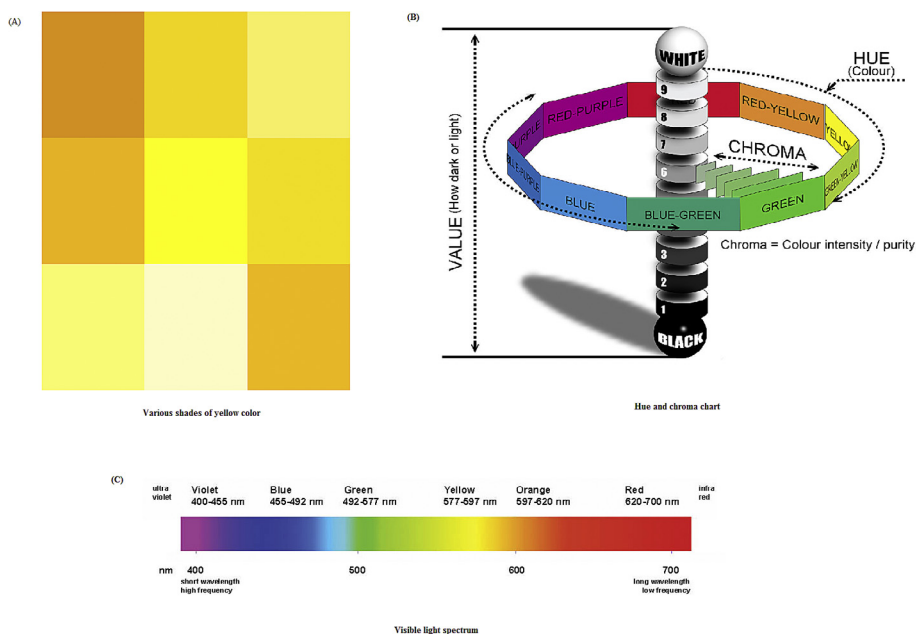 (A)
Various shades of yellow color
(B)
WHITE
HUE
(Colour)
9
8
7
6
3
2
1
BLACK
VALUE (How dark or light)
RED-PURPLE
RED-YELLOW
YELLOW
GREEN-YELLOW
GREEN
BLUE-GREEN
BLUE
BLUE-PURPLE
CHROMA
Chroma = Colour intensity / purity
Hue and chroma chart
(C)
ultra
violet
Violet
400-455 nm
Blue
455-492 nm
Green
492-577 nm
Yellow
577-597 nm
Orange
597-620 nm
Red
620-700 nm
infra
red
nm
400
500
600
700
short wavelength
high frequency
long wavelength
low frequency
Visible light spectrum